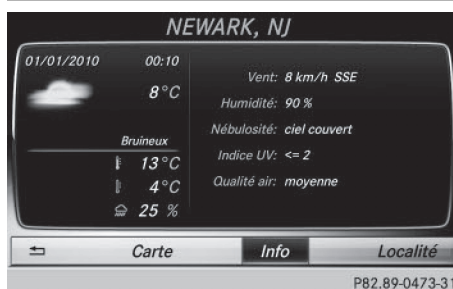 NEWARK, NJ
01/01/2010 00:10
8°C
Bruineux
13°C
4°C
25 %
Vent: 8 km/h SSE
Humidité: 90 %
Nébulosité: ciel couvert
Indice UV: <= 2
Qualité air: moyenne
Carte Info Localité
P82.89-0473-31